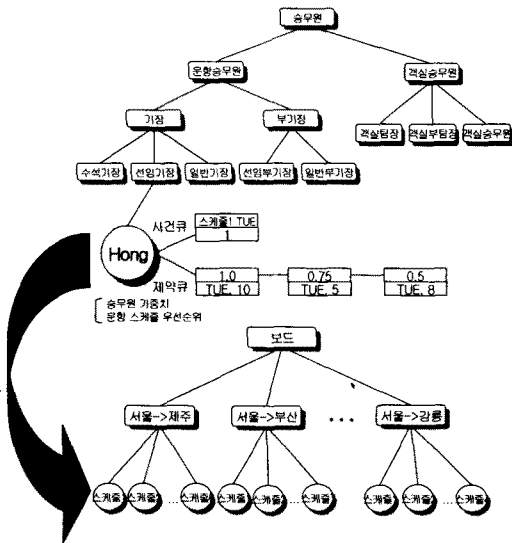 승무원
운항승무원
객실승무원
기장
부기장
객실팀장
객실부팀장
객실승무원
수석기장
선임기장
일반기장
선임부기장
일반부기장
Hong
사건큐
스케줄1 TUE
1
제약큐
1.0
TUE, 10
0.75
TUE, 5
0.5
TUE, 8
승무원 가중치
운항 스케줄 우선순위
보드
서울->제주
서울->부산
...
서울->강릉
스케줄
스케줄
...
스케줄
스케줄
스케줄
...
스케줄
스케줄
스케줄
...
스케줄